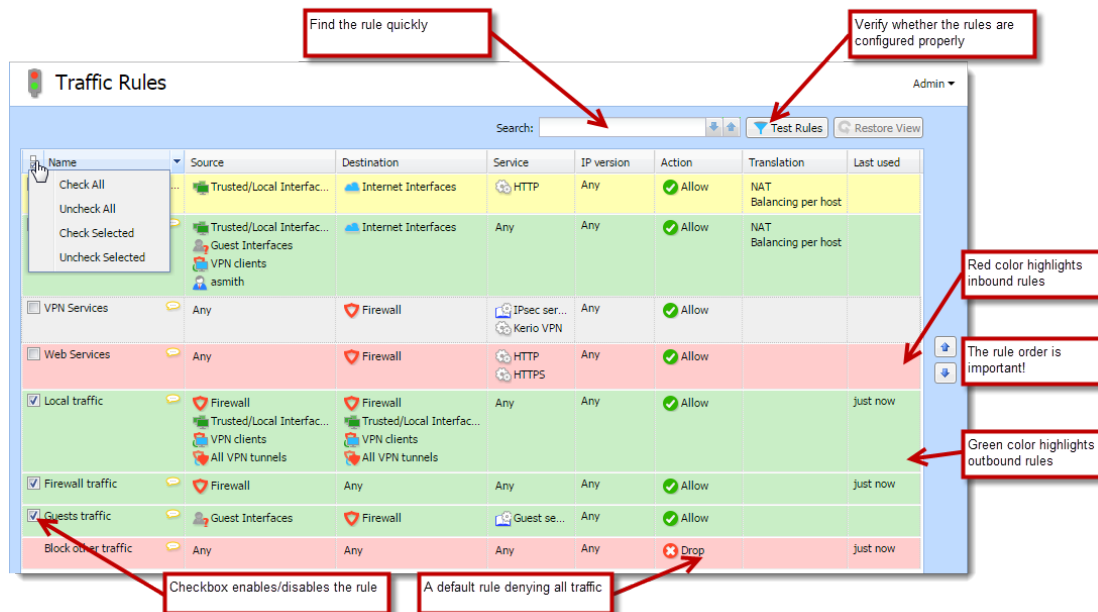 Find the rule quickly
Verify whether the rules are
configured properly
Traffic Rules
Admin
Search:
Test Rules
Restore View
Name Source Destination Service IP version Action Translation Last used
Check All
Uncheck All
Check Selected
Uncheck Selected
... Trusted/Local Interfac... Internet Interfaces HTTP Any Allow NAT
Balancing per host
Trusted/Local Interfac... Internet Interfaces Any Any Allow NAT
Guest Interfaces Balancing per host
VPN clients
asmith
Red color highlights
inbound rules
VPN Services Any Firewall IPsec ser... Any Allow
Kerio VPN
The rule order is
important!
Web Services Any Firewall HTTP Any Allow
HTTPS
Local traffic Firewall Firewall Any Any Allow just now
Trusted/Local Interfac... Trusted/Local Interfac...
VPN clients VPN clients
All VPN tunnels All VPN tunnels
Green color highlights
outbound rules
Firewall traffic Firewall Any Any Any Allow just now
Guests traffic Guest Interfaces Firewall Guest se... Any Allow
Block other traffic Any Any Any Any Drop just now
Checkbox enables/disables the rule
A default rule denying all traffic